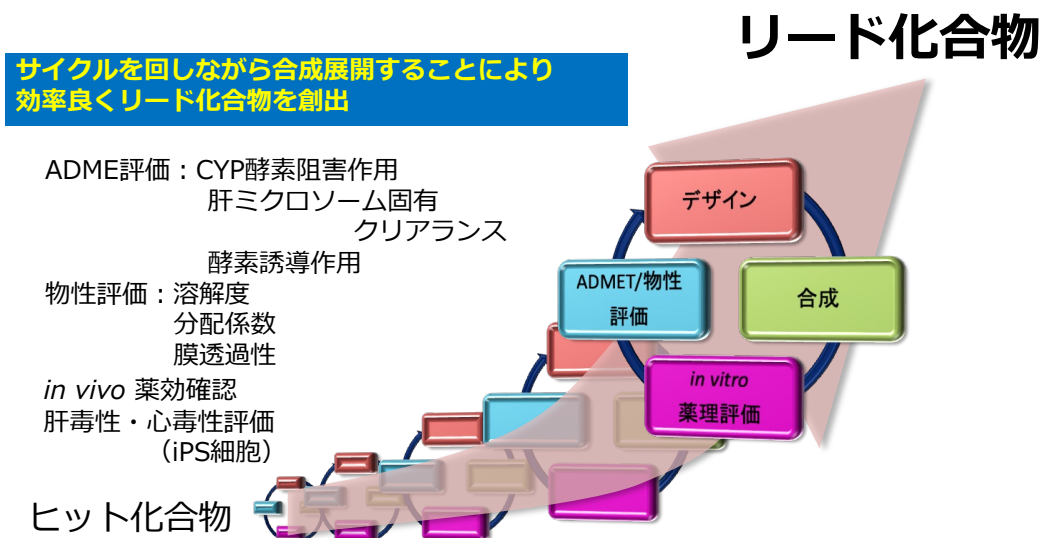 リード化合物
サイクルを回しながら合成展開することにより
効率良くリード化合物を創出
ADME評価：CYP酵素阻害作用
肝ミクロソーム固有
クリアランス
酵素誘導作用
物性評価：溶解度
分配係数
膜透過性
in vivo 薬効確認
肝毒性・心毒性評価
（iPS細胞）
ヒット化合物
デザイン
ADMET/物性
評価
合成
in vitro
薬理評価